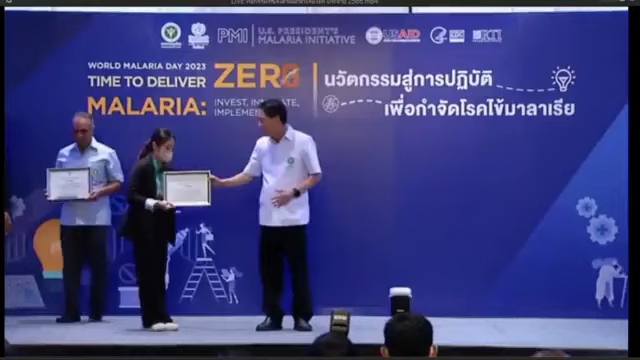 PMI
U.S. PRESIDENT'S
MALARIA INITIATIVE
USAID
CDC
RTI
WORLD MALARIA DAY 2023
TIME TO DELIVER
ZERO
MALARIA:
INVEST, INNOVATE,
IMPLEMENT
นวัตกรรมสู่การปฏิบัติ
เพื่อกำจัดโรคไข้มาลาเรีย